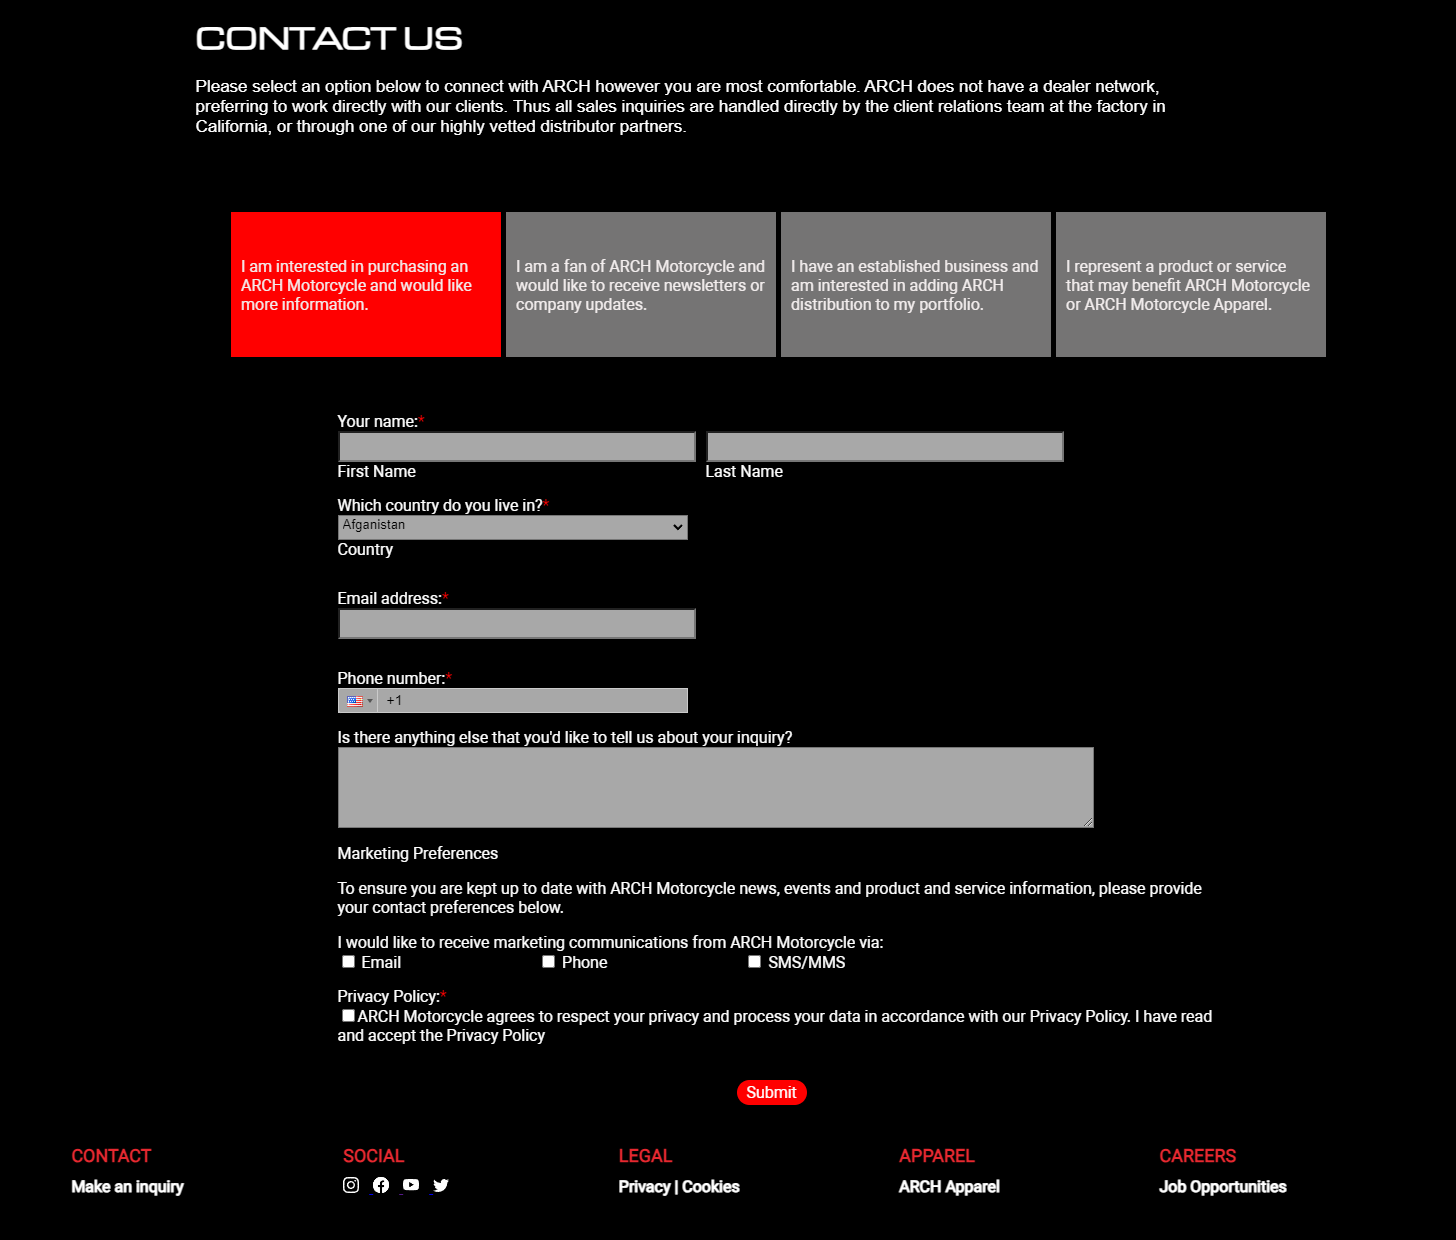 CONTACT US
Please select an option below to connect with ARCH however you are most comfortable. ARCH does not have a dealer network,
preferring to work directly with our clients. Thus all sales inquiries are handled directly by the client relations team at the factory in
California, or through one of our highly vetted distributor partners.
I am interested in purchasing an
ARCH Motorcycle and would like
more information.
I am a fan of ARCH Motorcycle and
would like to receive newsletters or
company updates.
I have an established business and
am interested in adding ARCH
distribution to my portfolio.
I represent a product or service
that may benefit ARCH Motorcycle
or ARCH Motorcycle Apparel.
Your name:*
First Name
Last Name
Which country do you live in?*
Afganistan
Country
Email address:*
Phone number:*
+1
Is there anything else that you'd like to tell us about your inquiry?
Marketing Preferences
To ensure you are kept up to date with ARCH Motorcycle news, events and product and service information, please provide
your contact preferences below.
I would like to receive marketing communications from ARCH Motorcycle via:
Email Phone SMS/MMS
Privacy Policy:*
ARCH Motorcycle agrees to respect your privacy and process your data in accordance with our Privacy Policy. I have read
and accept the Privacy Policy
Submit
CONTACT
Make an inquiry
SOCIAL
LEGAL
Privacy | Cookies
APPAREL
ARCH Apparel
CAREERS
Job Opportunities